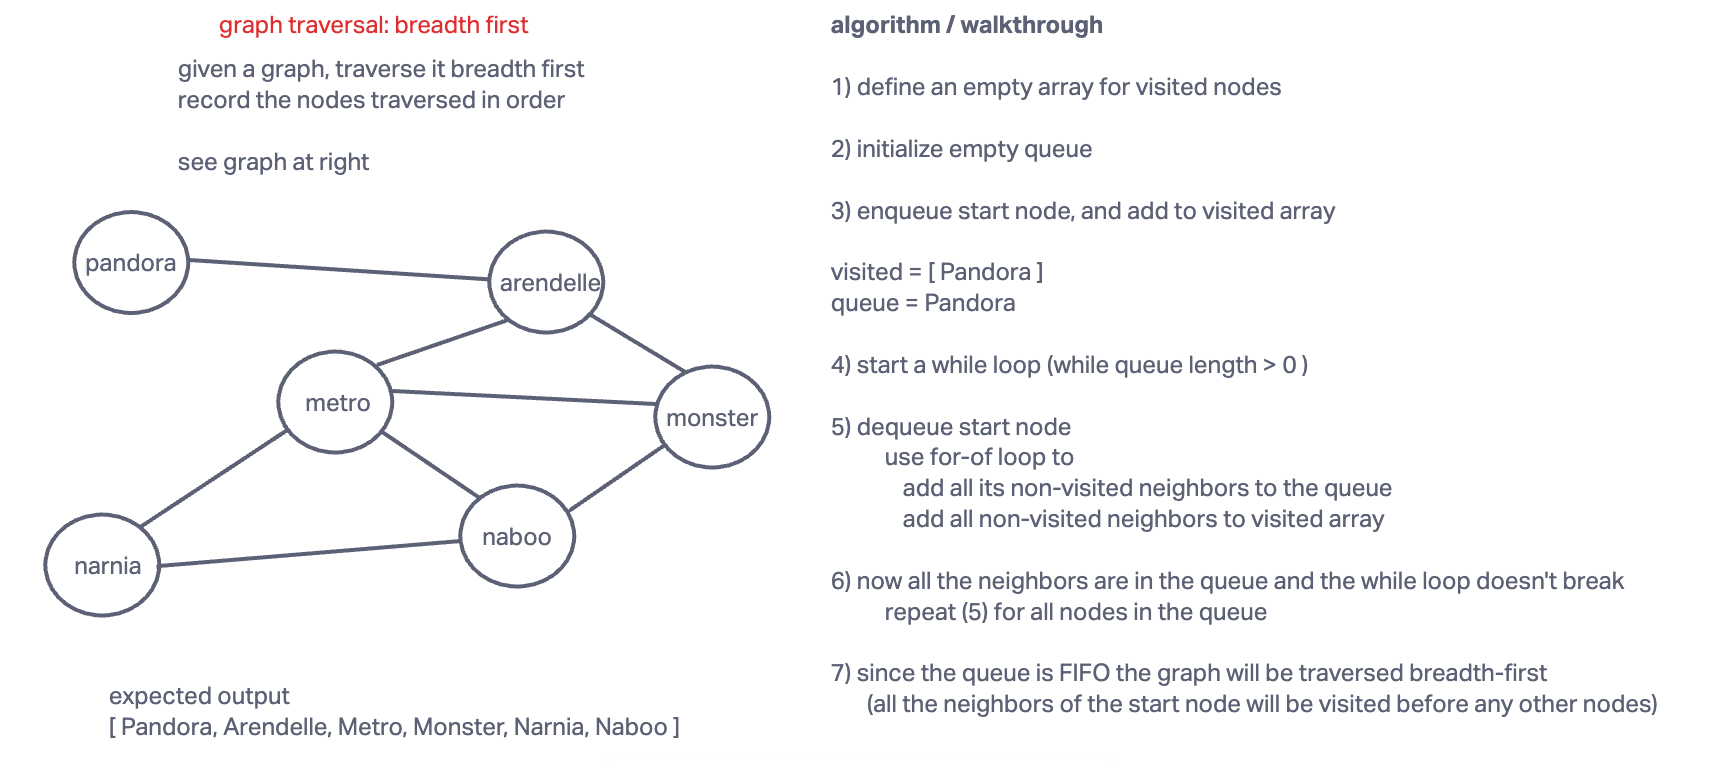 graph traversal: breadth first
given a graph, traverse it breadth first
record the nodes traversed in order
see graph at right
pandora
arendelle
metro
monster
naboo
narnia
expected output
[ Pandora, Arendelle, Metro, Monster, Narnia, Naboo ]
algorithm / walkthrough
1) define an empty array for visited nodes
2) initialize empty queue
3) enqueue start node, and add to visited array
visited = [ Pandora ]
queue = Pandora
4) start a while loop (while queue length > 0 )
5) dequeue start node
use for-of loop to
add all its non-visited neighbors to the queue
add all non-visited neighbors to visited array
6) now all the neighbors are in the queue and the while loop doesn't break
repeat (5) for all nodes in the queue
7) since the queue is FIFO the graph will be traversed breadth-first
(all the neighbors of the start node will be visited before any other nodes)